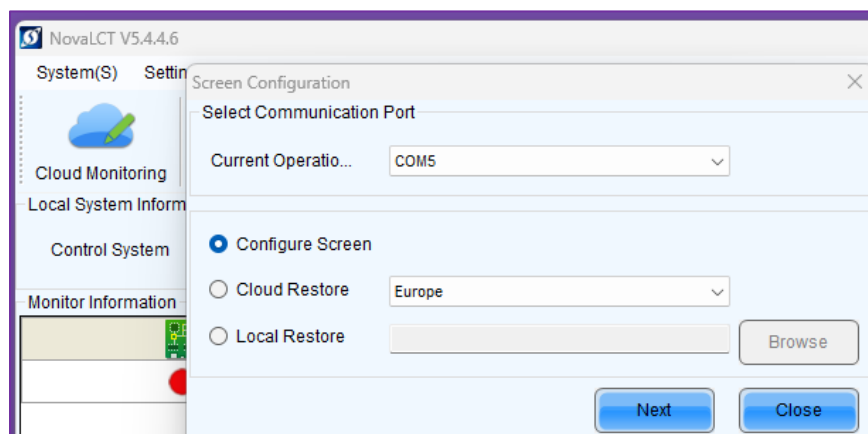 NovaLCT V5.4.4.6
System(S) Settin
Screen Configuration
Select Communication Port
Cloud Monitoring
Current Operatio... COM5
Local System Inform
Control System
Configure Screen
Cloud Restore Europe
Monitor Information
Local Restore Browse
Next Close